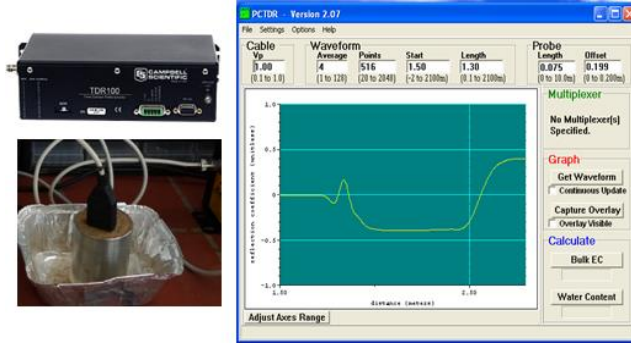 CAMPBELL
SCIENTIFIC
TDR100
PCTDR - Version 2.07
File Settings Options Help
Cable
Vp
1.00
(0.1 to 1.0)
Waveform
Average Points Start Length
4 516 1.50 1.30
(1 to 128) (20 to 2048) (-2 to 2100m) (0.1 to 2100m)
Probe
Length Offset
0.075 0.199
(0 to 10.0m) (0 to 0.200m)
reflection coefficient (unitless)
1.0
0.5
0.0
-0.5
-1.0
1.50 2.50
distance (meters)
Adjust Axes Range
Multiplexer
No Multiplexer(s)
Specified.
Graph
Get Waveform
Continuous Update
Capture Overlay
Overlay Visible
Calculate
Bulk EC
Water Content